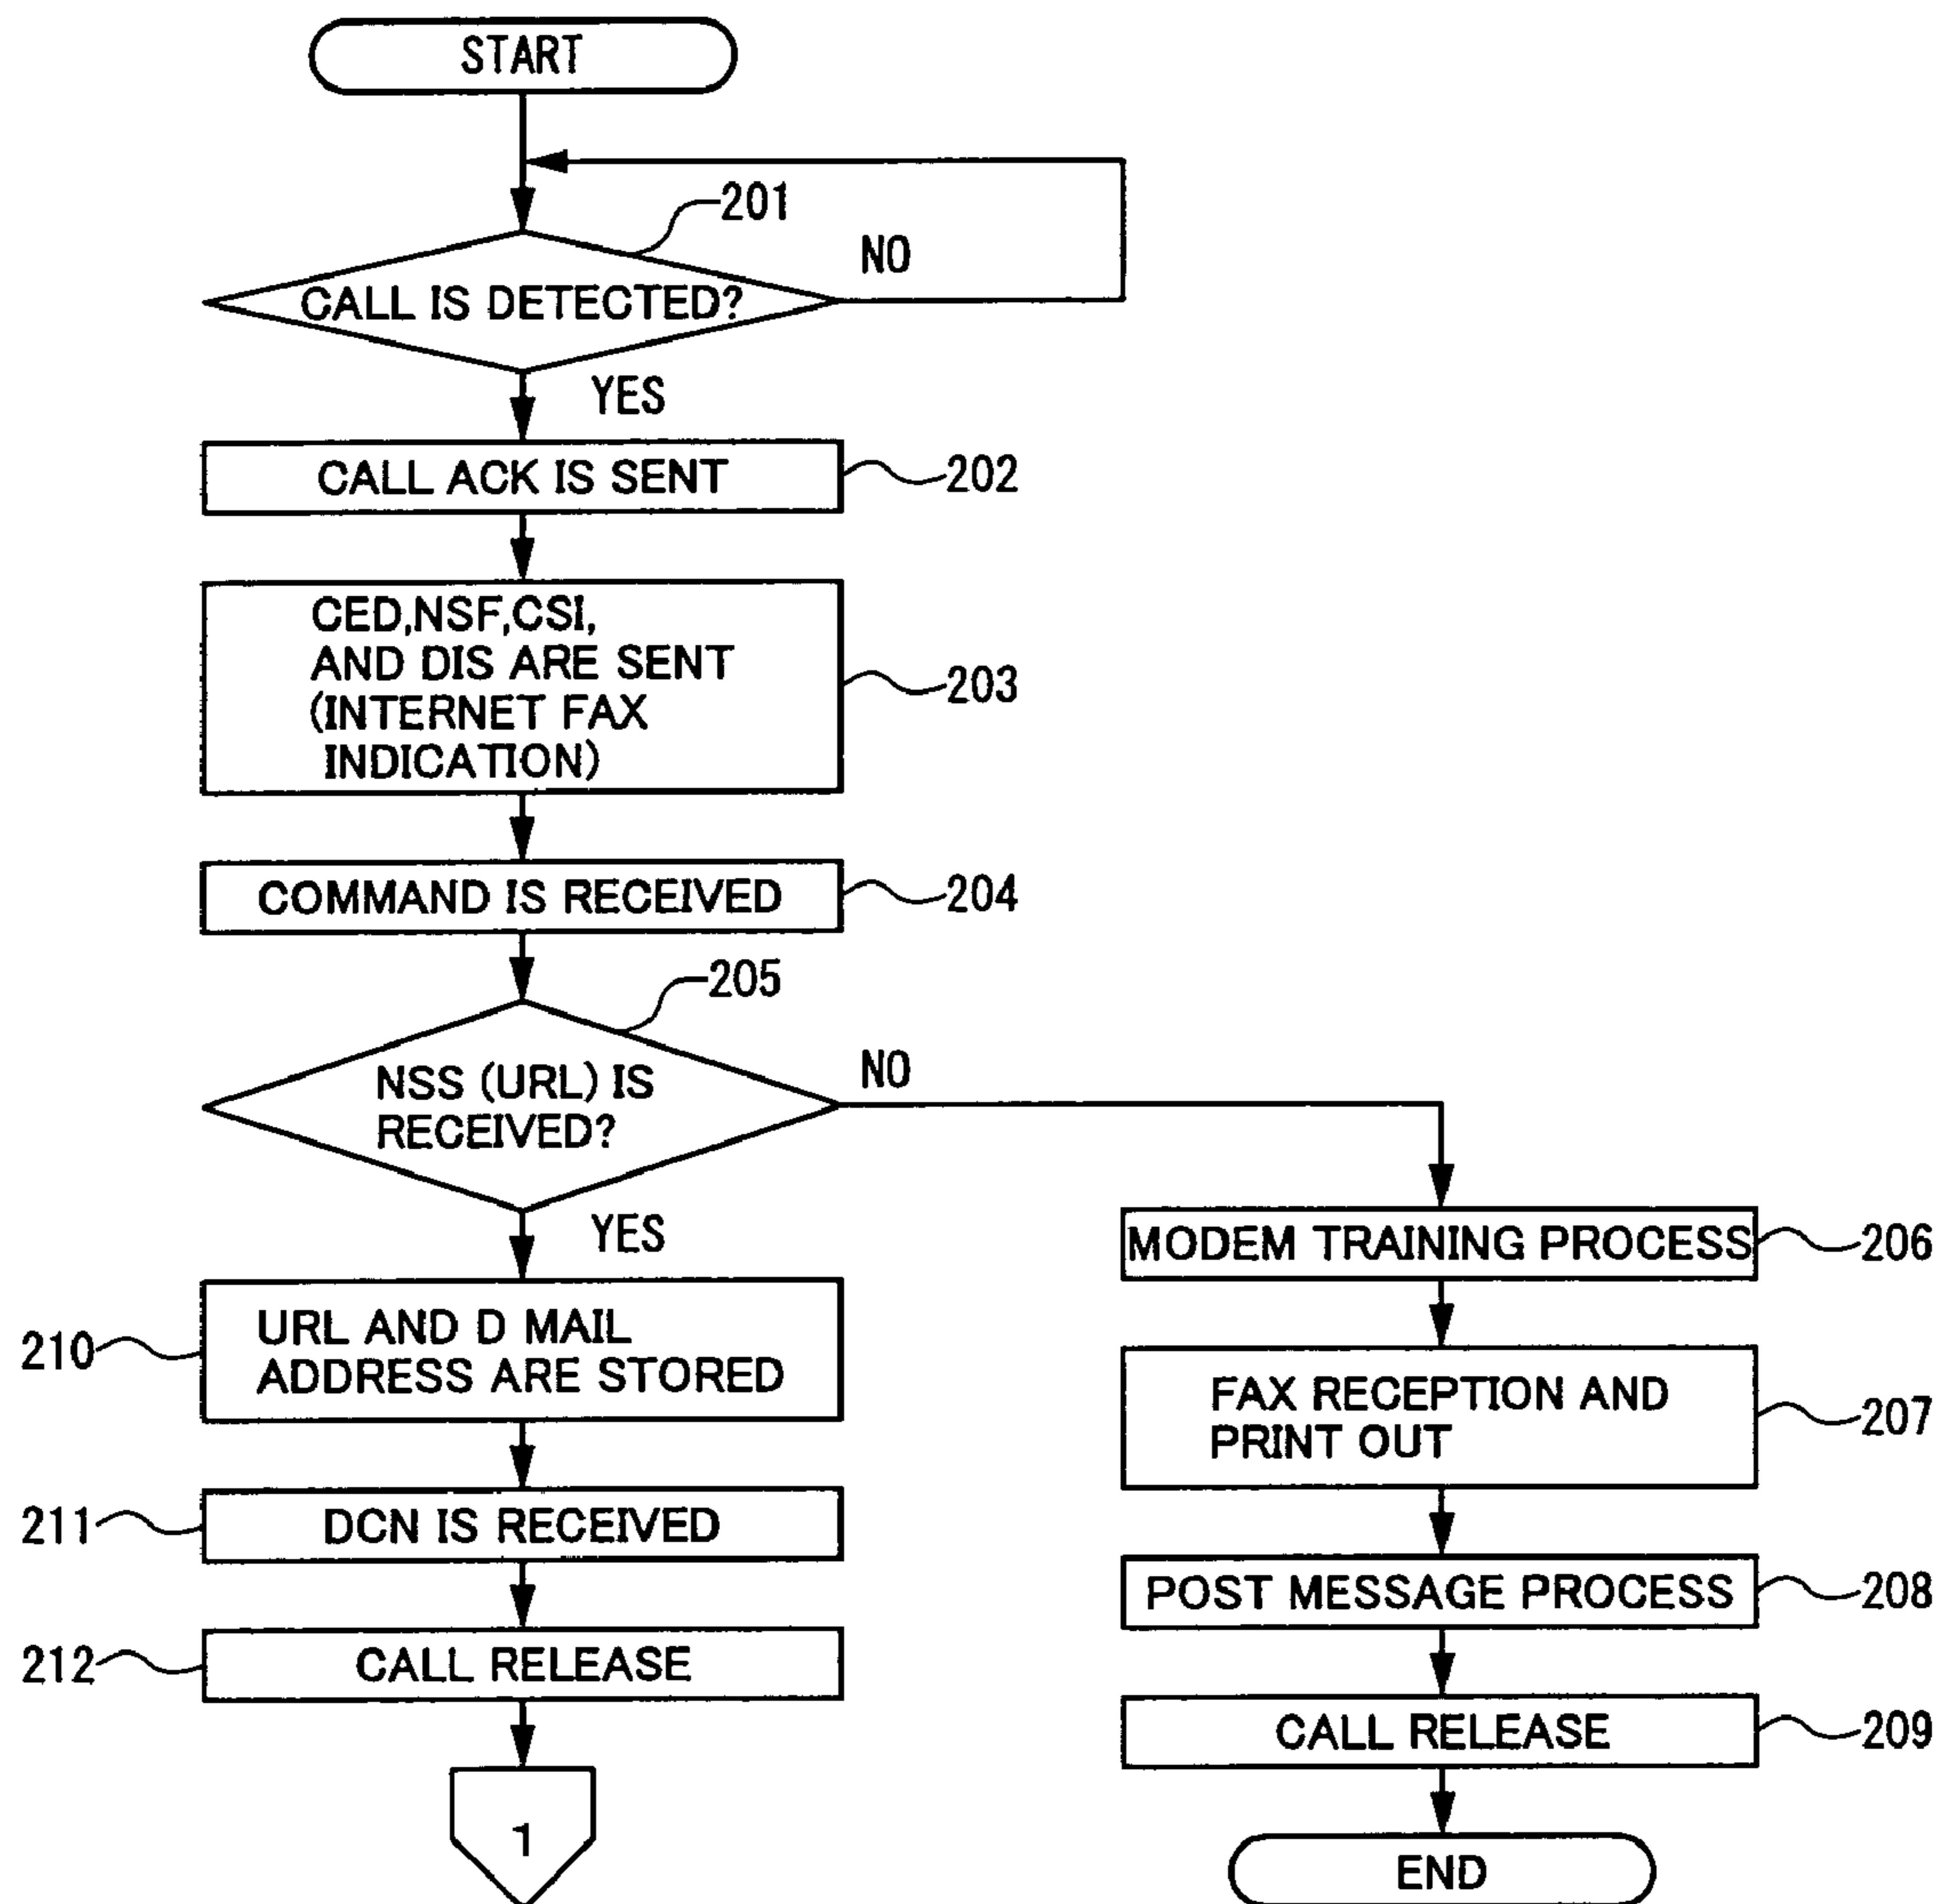 START
201
NO
CALL IS DETECTED?
YES
CALL ACK IS SENT
202
CED,NSF,CSI,
AND DIS ARE SENT
(INTERNET FAX
INDICATION)
203
COMMAND IS RECEIVED
204
205
NSS (URL) IS
RECEIVED?
NO
YES
MODEM TRAINING PROCESS
206
210
URL AND D MAIL
ADDRESS ARE STORED
FAX RECEPTION AND
PRINT OUT
207
211
DCN IS RECEIVED
POST MESSAGE PROCESS
208
212
CALL RELEASE
CALL RELEASE
209
1
END